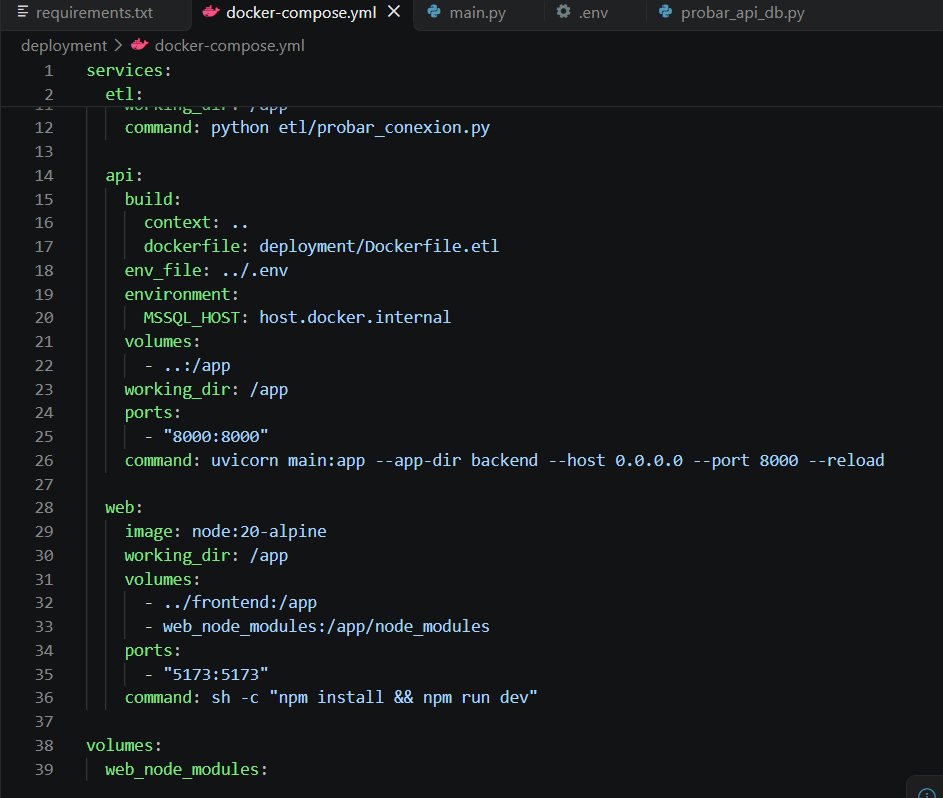 requirements.txt docker-compose.yml main.py .env probar_api_db.py
deployment > docker-compose.yml
1 services:
2   etl:
11     working_dir: /app
12     command: python etl/probar_conexion.py
13
14   api:
15     build:
16       context: ..
17       dockerfile: deployment/Dockerfile.etl
18     env_file: ../.env
19     environment:
20       MSSQL_HOST: host.docker.internal
21     volumes:
22       - ..:/app
23     working_dir: /app
24     ports:
25       - "8000:8000"
26     command: uvicorn main:app --app-dir backend --host 0.0.0.0 --port 8000 --reload
27
28   web:
29     image: node:20-alpine
30     working_dir: /app
31     volumes:
32       - ../frontend:/app
33       - web_node_modules:/app/node_modules
34     ports:
35       - "5173:5173"
36     command: sh -c "npm install && npm run dev"
37
38 volumes:
39   web_node_modules: